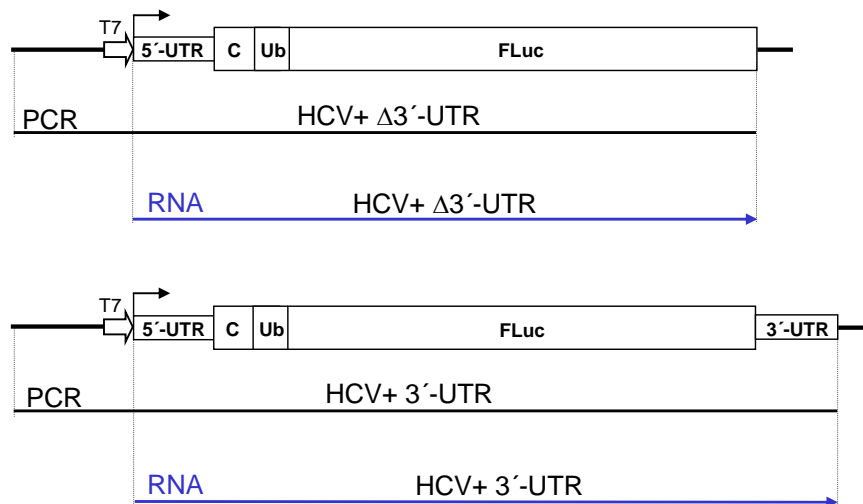 T7
5´-UTR C Ub FLuc
PCR HCV+ Δ3´-UTR
RNA HCV+ Δ3´-UTR
T7
5´-UTR C Ub FLuc 3´-UTR
PCR HCV+ 3´-UTR
RNA HCV+ 3´-UTR